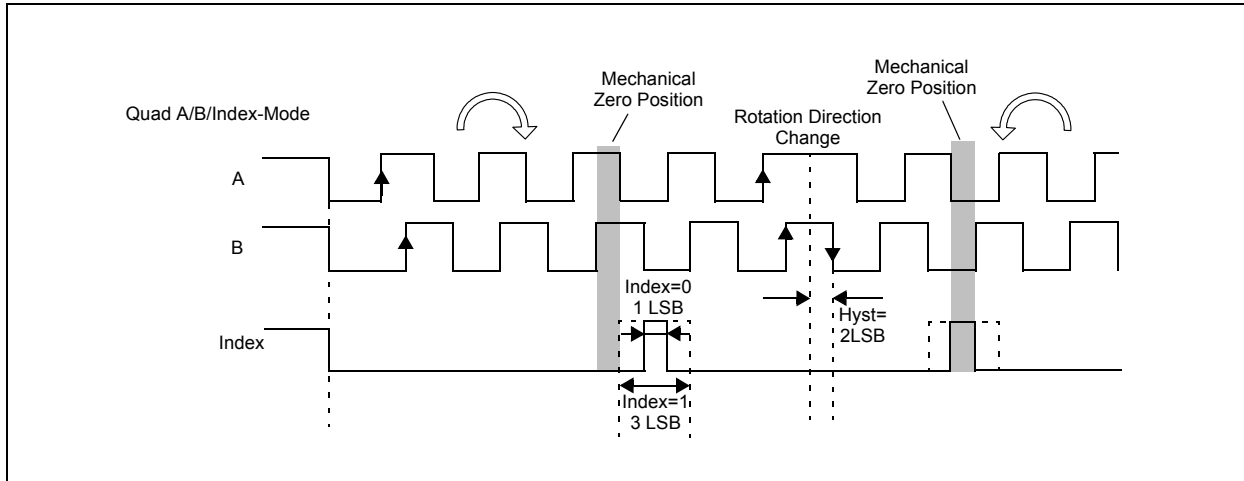 Mechanical
Zero Position
Mechanical
Zero Position
Quad A/B/Index-Mode
Rotation Direction
Change
A
B
Index=0
1 LSB
Hyst=
2LSB
Index
Index=1
3 LSB